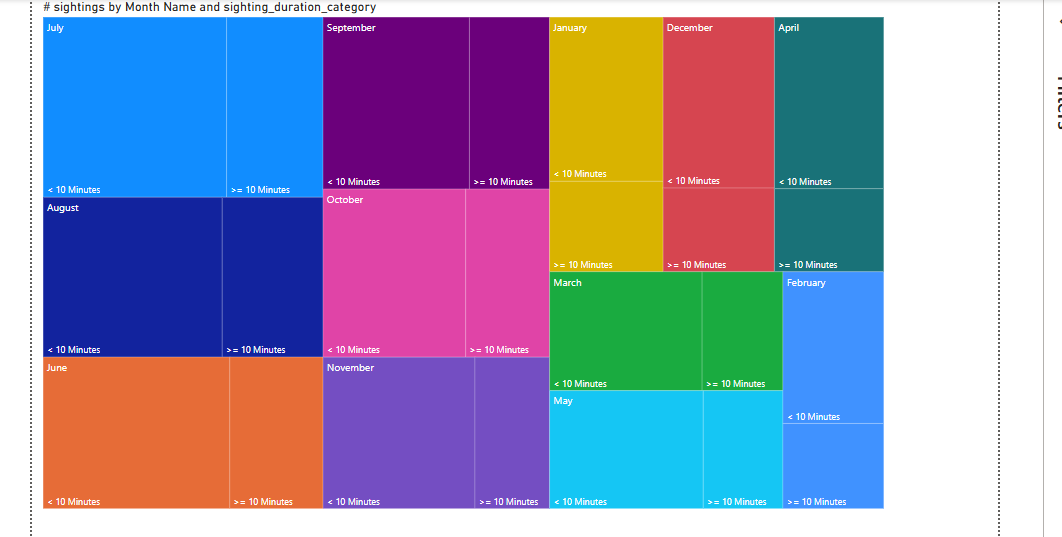 # sightings by Month Name and sighting_duration_category
July
< 10 Minutes
>= 10 Minutes
August
< 10 Minutes
>= 10 Minutes
June
< 10 Minutes
>= 10 Minutes
September
< 10 Minutes
>= 10 Minutes
October
< 10 Minutes
>= 10 Minutes
November
< 10 Minutes
>= 10 Minutes
January
< 10 Minutes
>= 10 Minutes
December
< 10 Minutes
>= 10 Minutes
April
< 10 Minutes
>= 10 Minutes
March
< 10 Minutes
>= 10 Minutes
May
< 10 Minutes
>= 10 Minutes
February
< 10 Minutes
>= 10 Minutes